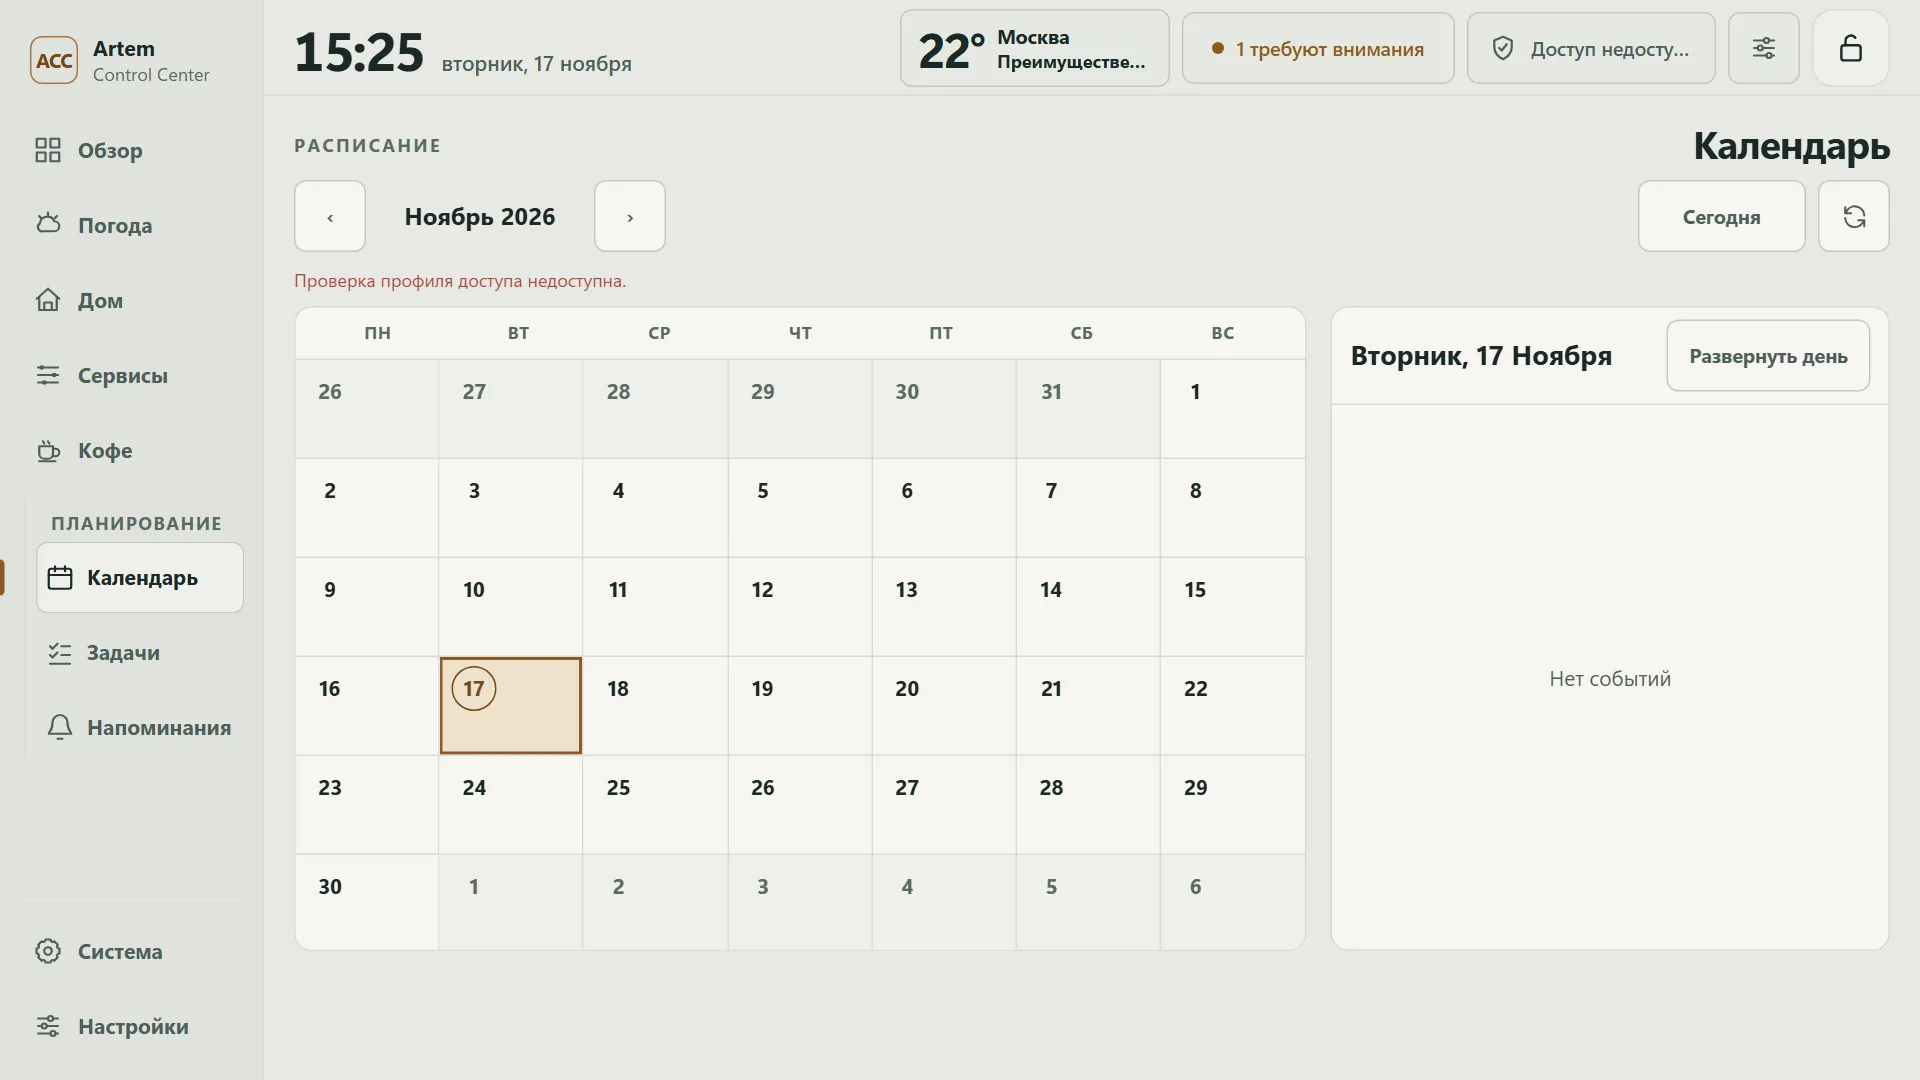 ACC
Artem
Control Center
15:25
вторник, 17 ноября
22°
Москва
Преимуществе...
1 требуют внимания
Доступ недосту...
Обзор
Погода
Дом
Сервисы
Кофе
ПЛАНИРОВАНИЕ
Календарь
Задачи
Напоминания
Система
Настройки
РАСПИСАНИЕ
Календарь
‹
Ноябрь 2026
›
Сегодня
Проверка профиля доступа недоступна.
ПН ВТ СР ЧТ ПТ СБ ВС
26 27 28 29 30 31 1
2 3 4 5 6 7 8
9 10 11 12 13 14 15
16 17 18 19 20 21 22
23 24 25 26 27 28 29
30 1 2 3 4 5 6
Вторник, 17 Ноября
Развернуть день
Нет событий